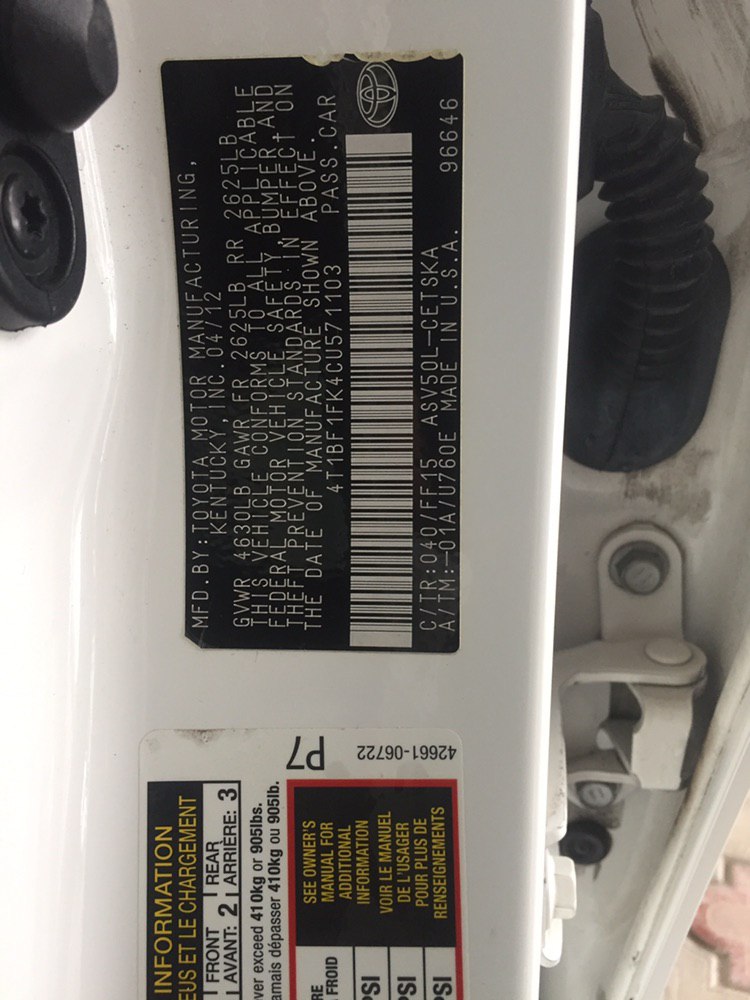 MFD.BY:TOYOTA MOTOR MANUFACTURING,
KENTUCKY, INC.04/12
GVWR 4630LB GAWR FR 2625LB RR 2625LB
THIS VEHICLE CONFORMS TO ALL APPLICABLE
FEDERAL MOTOR VEHICLE SAFETY, BUMPER, AND
THEFT PREVENTION STANDARDS IN EFFECT ON
THE DATE OF MANUFACTURE SHOWN ABOVE.
4T1BF1FK4CU571103 PASS.CAR
C/TR:040/FF15 ASV50L-CETSKA
A/TM:-01A/U760E MADE IN U.S.A. 96646
P7
42661-06722
INFORMATION
EUS ET LE CHARGEMENT
FRONT REAR
AVANT: 2 ARRIÈRE: 3
ver exceed 410kg or 905lbs.
amais dépasser 410kg ou 905lb.
SEE OWNER'S
MANUAL FOR
ADDITIONAL
INFORMATION
VOIR LE MANUEL
DE L'USAGER
POUR PLUS DE
RENSEIGNEMENTS
RE
FROID
PSI
PSI
PSI